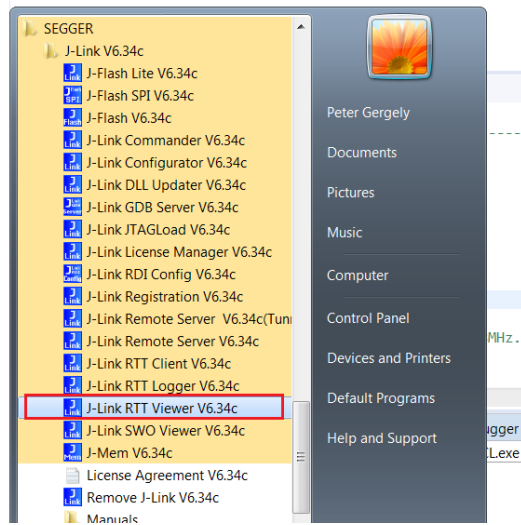 SEGGER
J-Link V6.34c
J-Flash Lite V6.34c
J-Flash SPI V6.34c
J-Flash V6.34c
J-Link Commander V6.34c
J-Link Configurator V6.34c
J-Link DLL Updater V6.34c
J-Link GDB Server V6.34c
J-Link JTAGLoad V6.34c
J-Link License Manager V6.34c
J-Link RDI Config V6.34c
J-Link Registration V6.34c
J-Link Remote Server V6.34c(Tun
J-Link Remote Server V6.34c
J-Link RTT Client V6.34c
J-Link RTT Logger V6.34c
J-Link RTT Viewer V6.34c
J-Link SWO Viewer V6.34c
J-Mem V6.34c
License Agreement V6.34c
Remove J-Link V6.34c
Manuals
Peter Gergely
Documents
Pictures
Music
Computer
Control Panel
Devices and Printers
Default Programs
Help and Support
MHz.
ugger
CL.exe